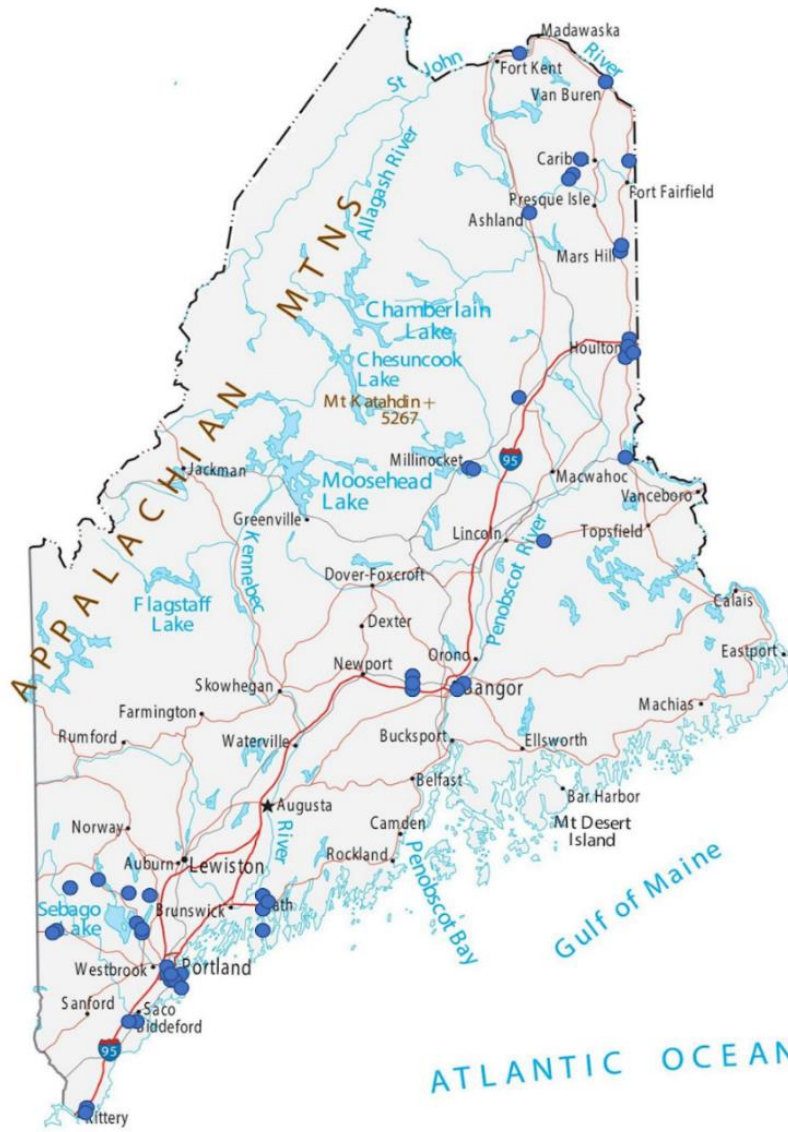 Madawaska
St John
River
Fort Kent
Van Buren
Allagash River
Presque Isle
Fort Fairfield
Ashland
Mars Hill
APPALACHIAN MTNS
Chamberlain
Lake
Houlton
Chesuncook
Lake
Mt Katahdin +
5267
Millinocket
95
Jackman
Moosehead
Lake
Macwahoc
Vanceboro
Greenville
Lincoln
Topsfield
Kennebec
Penobscot River
Dover-Foxcroft
Flagstaff
Lake
Calais
Dexter
Eastport
Newport
Orono
Skowhegan
Bangor
Farmington
Machias
Rumford
Waterville
Bucksport
Ellsworth
Belfast
Augusta
Bar Harbor
Norway
River
Camden
Mt Desert
Island
Auburn
Lewiston
Rockland
Penobscot Bay
Gulf of Maine
Sebago
Lake
Brunswick
Westbrook
Portland
Sanford
Saco
Biddeford
95
ATLANTIC OCEAN
Kittery